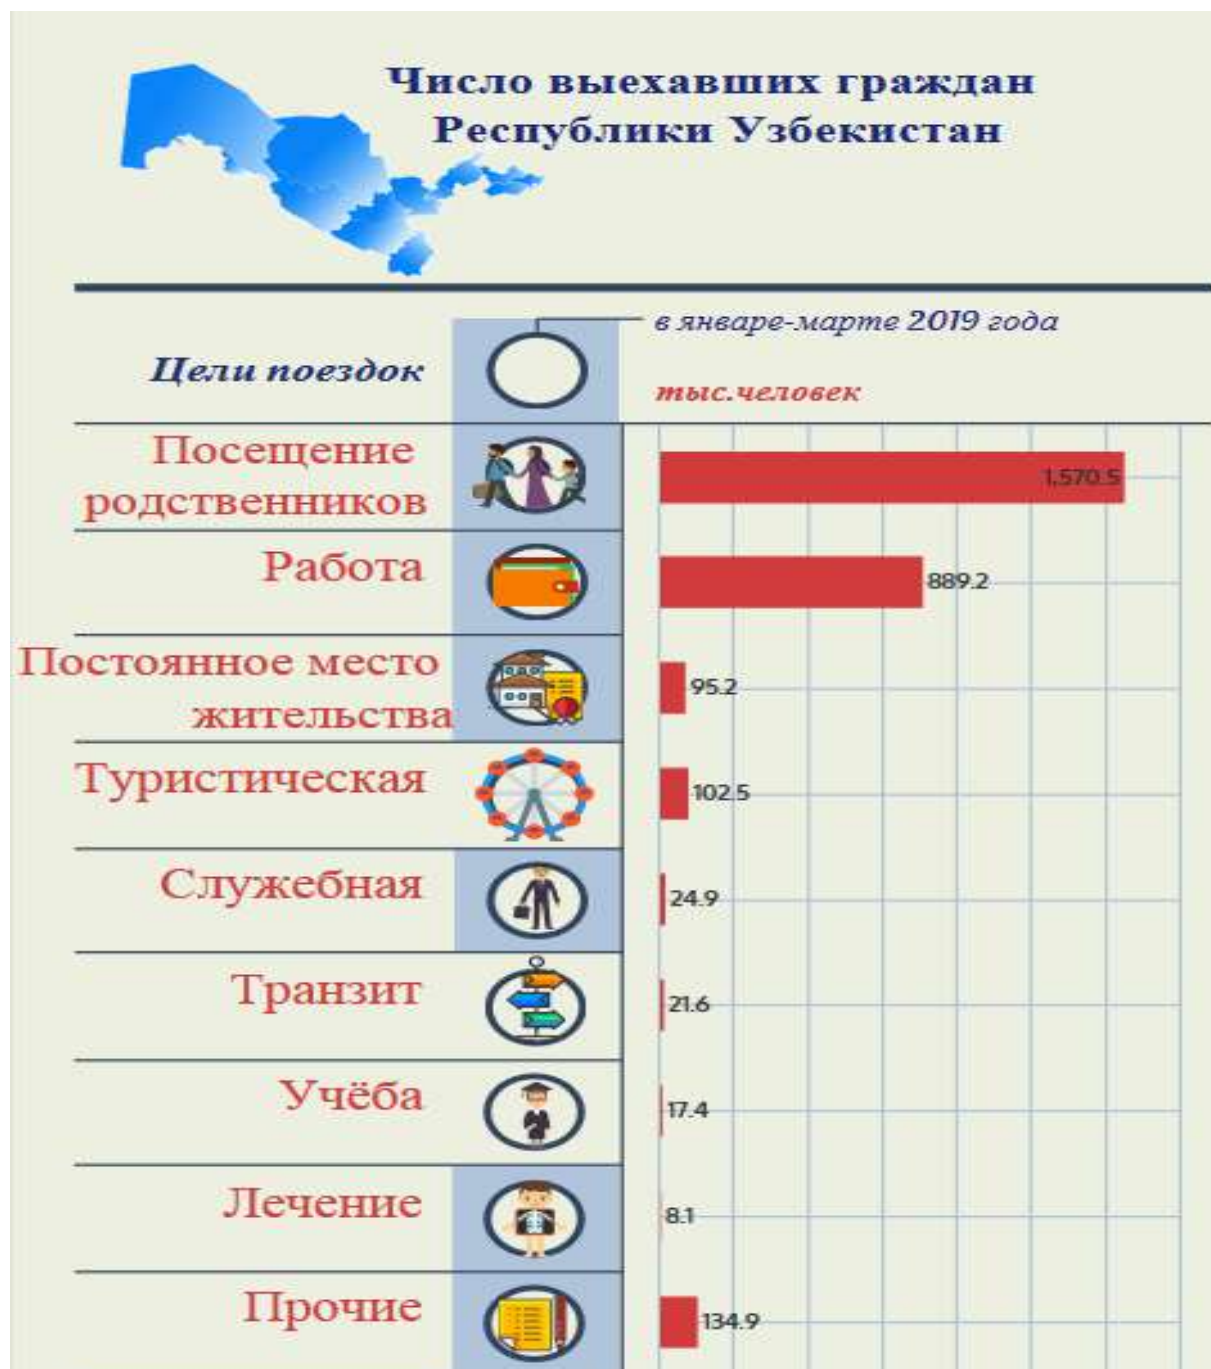 Число выехавших граждан
Республики Узбекистан
в январе-марте 2019 года
Цели поездок
тыс.человек
Посещение
родственников
1,570.5
Работа
889.2
Постоянное место
жительства
95.2
Туристическая
102.5
Служебная
24.9
Транзит
21.6
Учёба
17.4
Лечение
8.1
Прочие
134.9